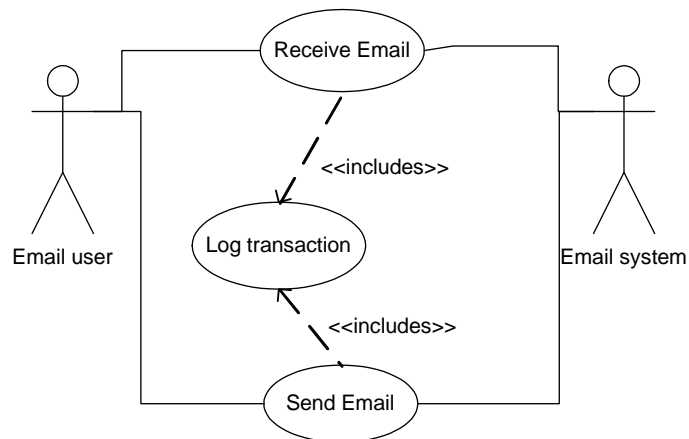 Receive Email
<<includes>>
Email user
Log transaction
Email system
<<includes>>
Send Email